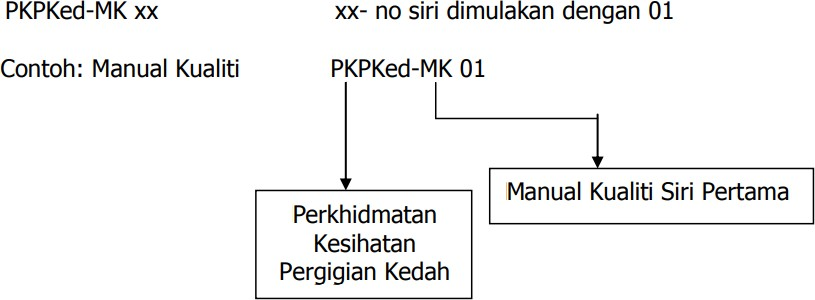 PKPKed-MK xx xx- no siri dimulakan dengan 01
Contoh: Manual Kualiti PKPKed-MK 01
Manual Kualiti Siri Pertama
Perkhidmatan
Kesihatan
Pergigian Kedah